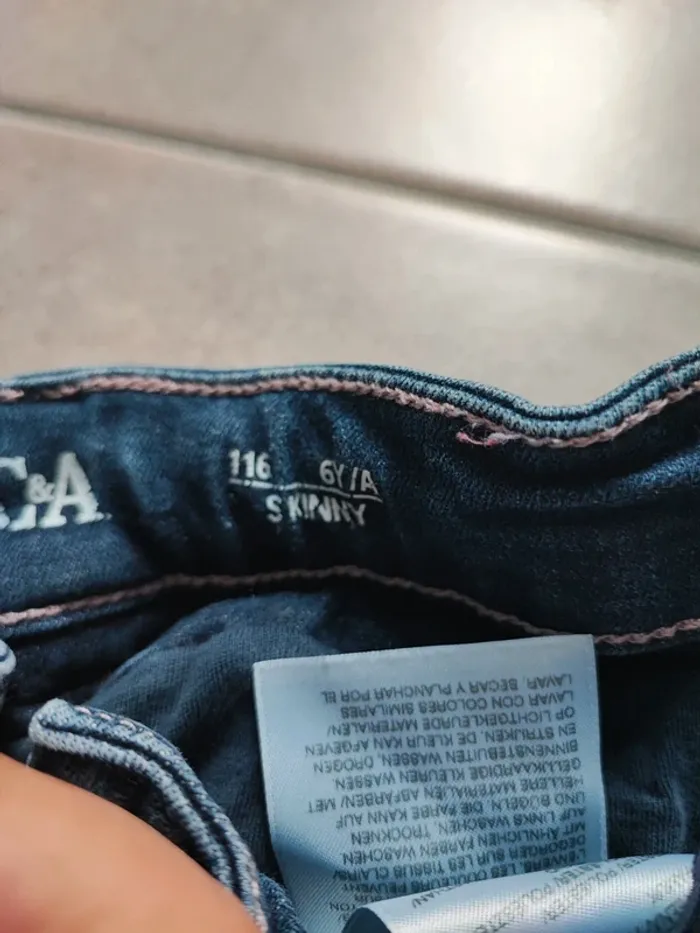 C&A
116 6Y/A
SKINNY
L'ENVERS. LES COULEURS PEUVENT
DEGORGER SUR LES TISSUS CLAIRS/
MIT ÄHNLICHEN FARBEN WASCHEN
AUF LINKS WASCHEN, TROCKNEN
UND BÜGELN. DIE FARBE KANN AUF
HELLERE MATERIALIEN ABFÄRBEN/ MET
GELIJKAARDIGE KLEUREN WASSEN.
BINNENSTEBUITEN WASSEN, DROGEN
EN STRIJKEN. DE KLEUR KAN AFGEVEN
OP LICHTGEKLEURDE MATERIALEN/
LAVAR CON COLORES SIMILARES
LAVAR, SECAR Y PLANCHAR POR EL